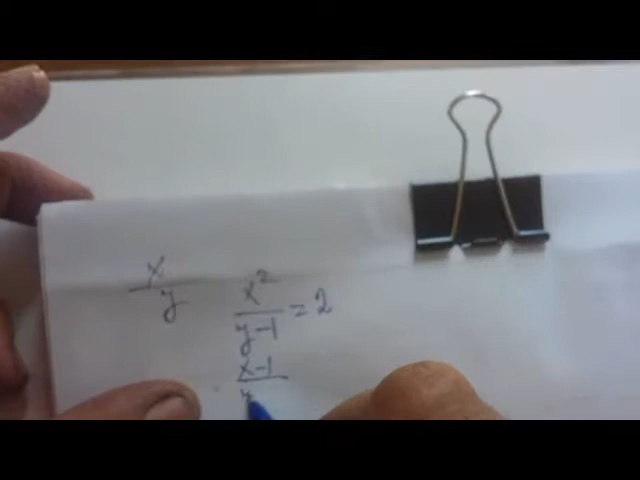 x/y
x²/(y-1) = 2
x-1